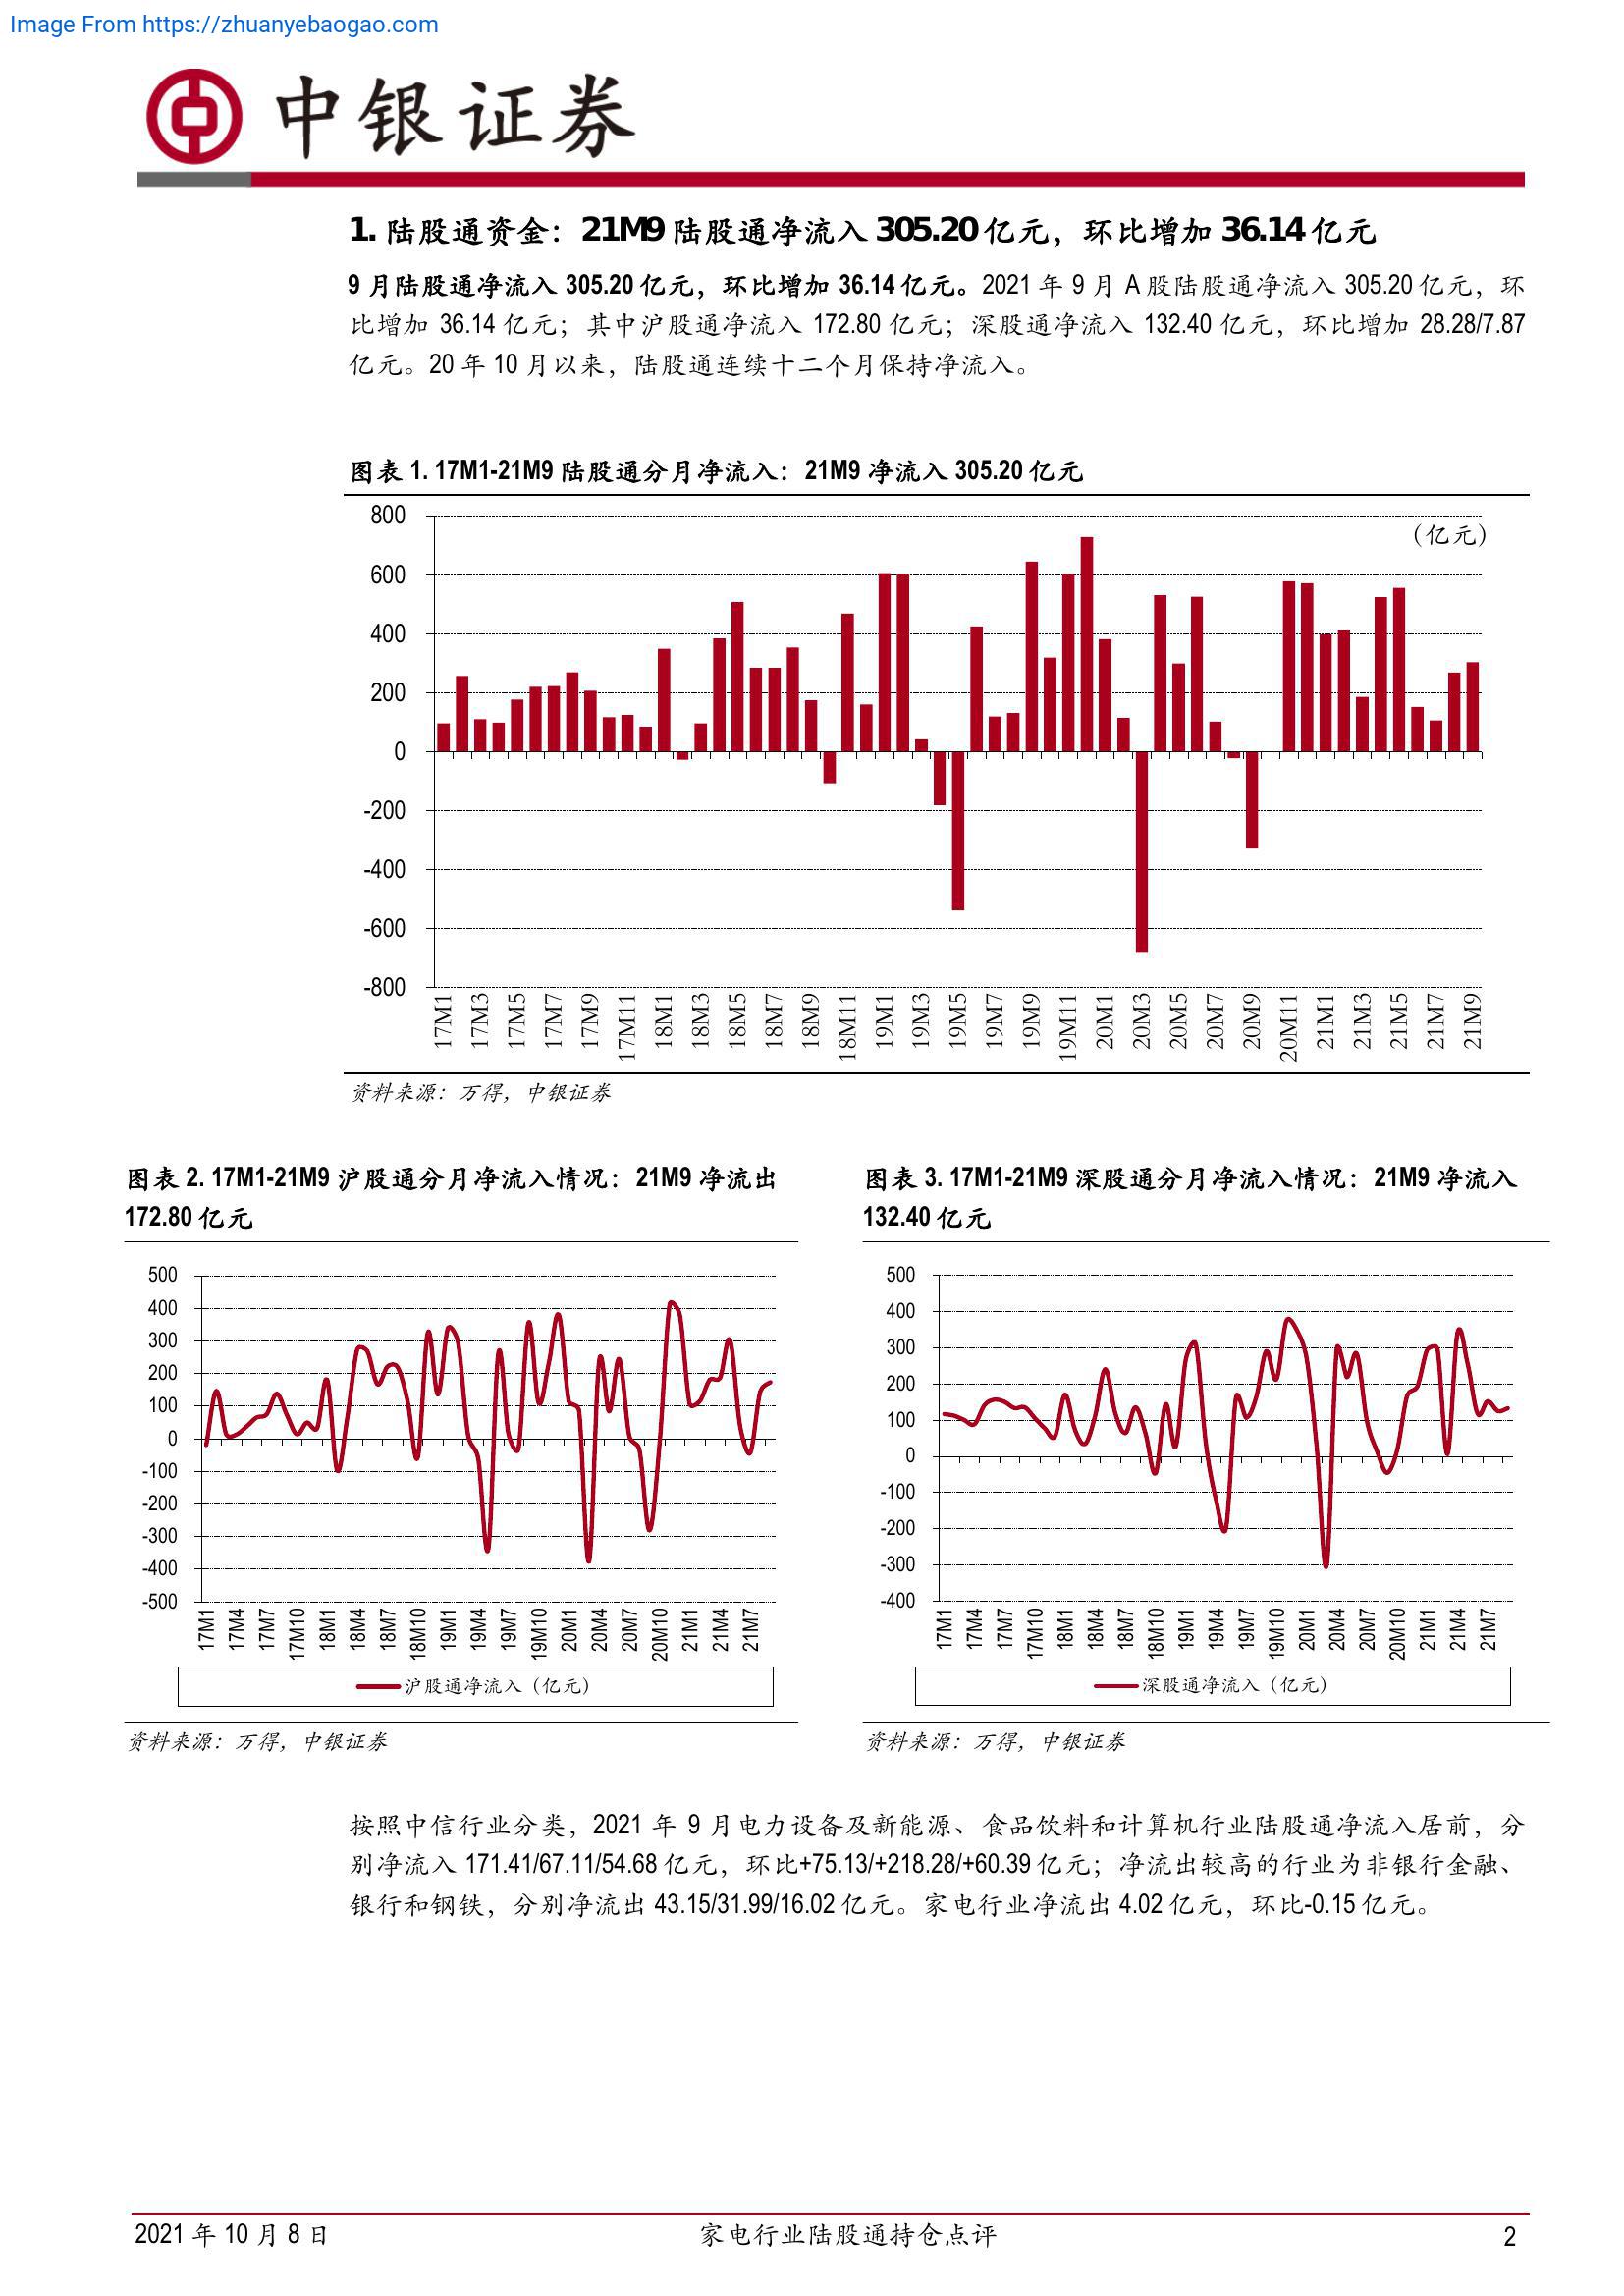 Image From https://zhuanyebaogao.com
中银证券
1. 陆股通资金：21M9 陆股通净流入 305.20 亿元，环比增加 36.14 亿元
9 月陆股通净流入 305.20 亿元，环比增加 36.14 亿元。2021 年 9 月 A 股陆股通净流入 305.20 亿元，环
比增加 36.14 亿元；其中沪股通净流入 172.80 亿元；深股通净流入 132.40 亿元，环比增加 28.28/7.87
亿元。20 年 10 月以来，陆股通连续十二个月保持净流入。
图表 1. 17M1-21M9 陆股通分月净流入：21M9 净流入 305.20 亿元
（亿元）
800
600
400
200
0
-200
-400
-600
-800
17M1
17M3
17M5
17M7
17M9
17M11
18M1
18M3
18M5
18M7
18M9
18M11
19M1
19M3
19M5
19M7
19M9
19M11
20M1
20M3
20M5
20M7
20M9
20M11
21M1
21M3
21M5
21M7
21M9
资料来源：万得，中银证券
图表 2. 17M1-21M9 沪股通分月净流入情况：21M9 净流出
172.80 亿元
500
400
300
200
100
0
-100
-200
-300
-400
-500
17M1
17M4
17M7
17M10
18M1
18M4
18M7
18M10
19M1
19M4
19M7
19M10
20M1
20M4
20M7
20M10
21M1
21M4
21M7
沪股通净流入（亿元）
资料来源：万得，中银证券
图表 3. 17M1-21M9 深股通分月净流入情况：21M9 净流入
132.40 亿元
500
400
300
200
100
0
-100
-200
-300
-400
17M1
17M4
17M7
17M10
18M1
18M4
18M7
18M10
19M1
19M4
19M7
19M10
20M1
20M4
20M7
20M10
21M1
21M4
21M7
深股通净流入（亿元）
资料来源：万得，中银证券
按照中信行业分类，2021 年 9 月电力设备及新能源、食品饮料和计算机行业陆股通净流入居前，分
别净流入 171.41/67.11/54.68 亿元，环比+75.13/+218.28/+60.39 亿元；净流出较高的行业为非银行金融、
银行和钢铁，分别净流出 43.15/31.99/16.02 亿元。家电行业净流出 4.02 亿元，环比-0.15 亿元。
2021 年 10 月 8 日
家电行业陆股通持仓点评
2